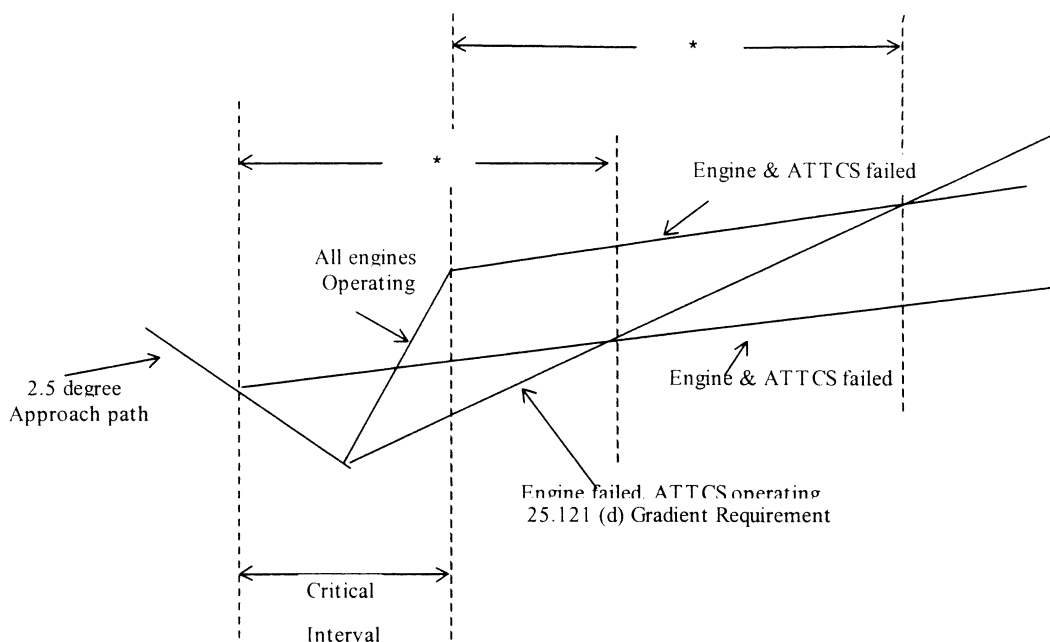 *
*
Engine & ATTCS failed
All engines
Operating
2.5 degree
Approach path
Engine & ATTCS failed
Engine failed, ATTCS operating
25.121 (d) Gradient Requirement
Critical
Interval